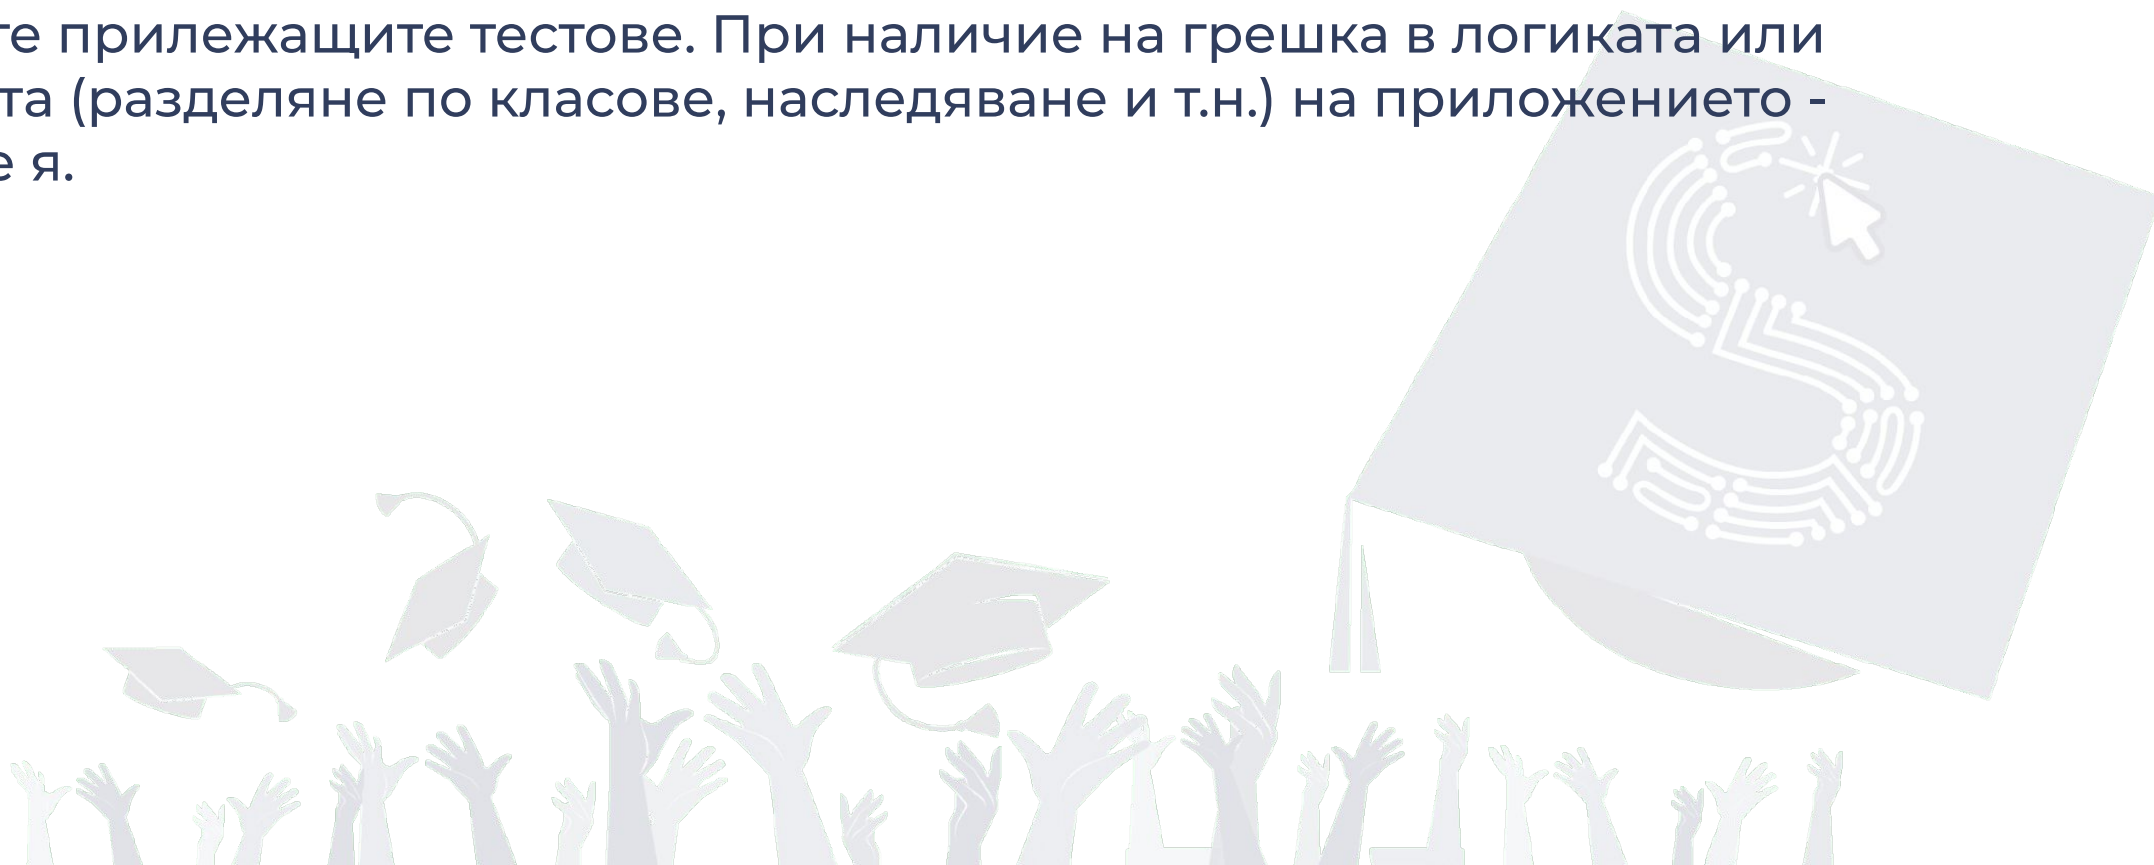 те прилежащите тестове. При наличие на грешка в логиката или
та (разделяне по класове, наследяване и т.н.) на приложението -
е я.